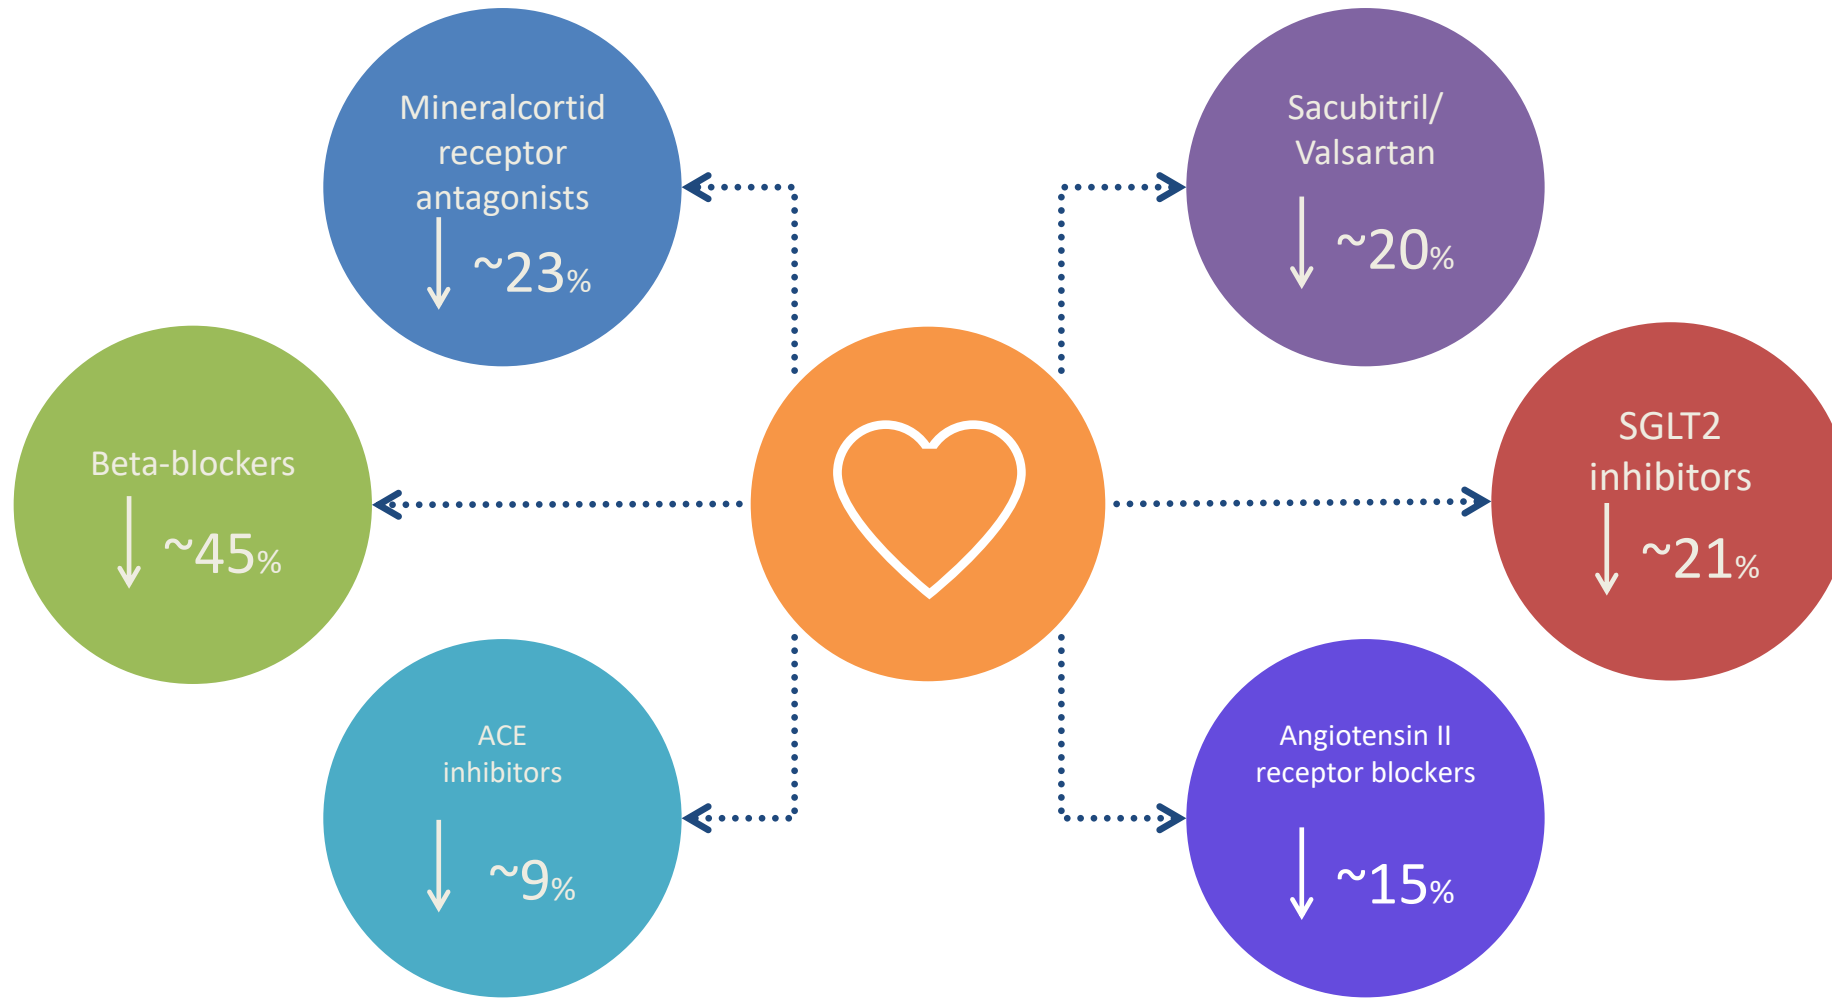 Mineralcortid
receptor
antagonists
~23%
Sacubitril/
Valsartan
~20%
Beta-blockers
~45%
SGLT2
inhibitors
~21%
ACE
inhibitors
~9%
Angiotensin II
receptor blockers
~15%